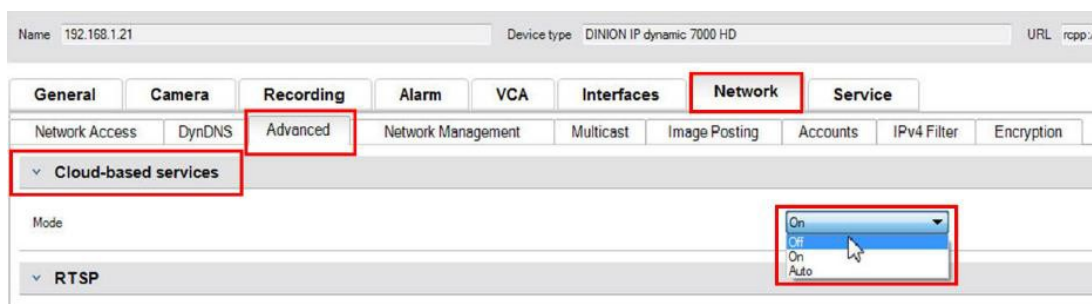 Name 192.168.1.21 Device type DINION IP dynamic 7000 HD URL rcpp:
General Camera Recording Alarm VCA Interfaces Network Service
Network Access DynDNS Advanced Network Management Multicast Image Posting Accounts IPv4 Filter Encryption
Cloud-based services
Mode On
Off
On
Auto
RTSP